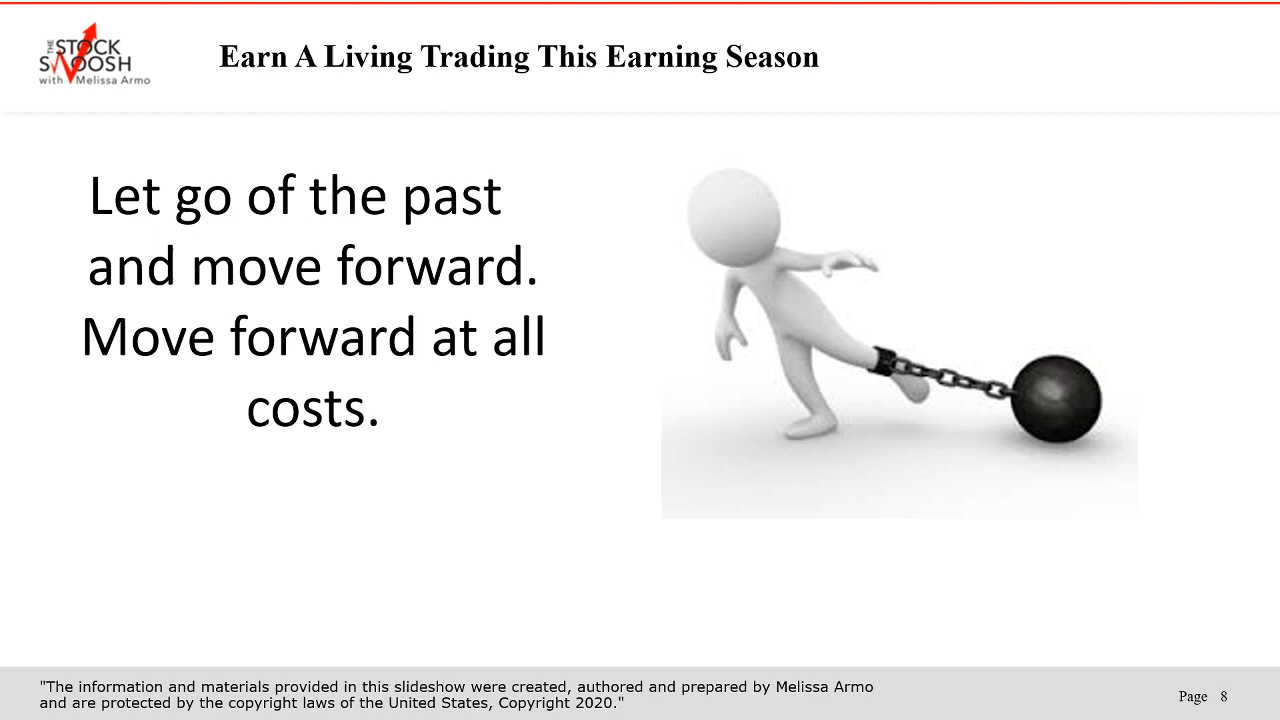 THE
STOCK
SWOOSH
with Melissa Armo
Earn A Living Trading This Earning Season
Let go of the past
and move forward.
Move forward at all
costs.
"The information and materials provided in this slideshow were created, authored and prepared by Melissa Armo
and are protected by the copyright laws of the United States, Copyright 2020."
Page 8